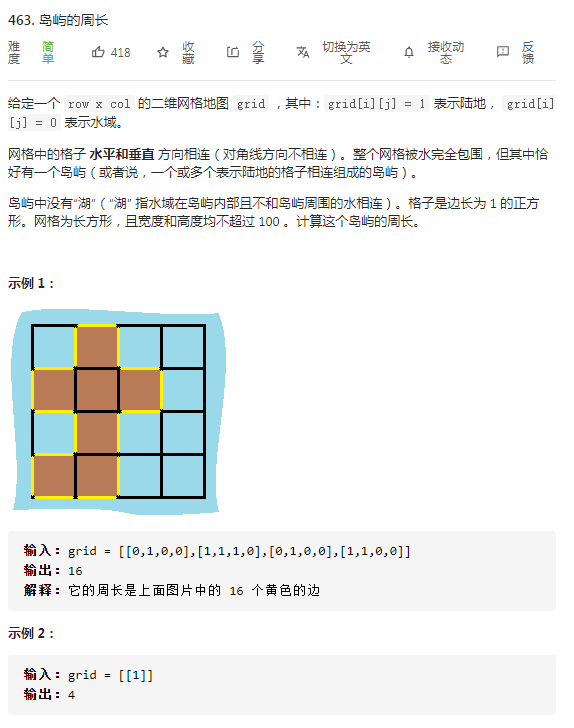 463. 岛屿的周长
难度 简单 418 收藏 分享 切换为英文 接收动态 反馈
给定一个 row x col 的二维网格地图 grid ，其中：grid[i][j] = 1 表示陆地， grid[i]
[j] = 0 表示水域。
网格中的格子 水平和垂直 方向相连（对角线方向不相连）。整个网格被水完全包围，但其中恰
好有一个岛屿（或者说，一个或多个表示陆地的格子相连组成的岛屿）。
岛屿中没有“湖”（“湖” 指水域在岛屿内部且不和岛屿周围的水相连）。格子是边长为 1 的正方
形。网格为长方形，且宽度和高度均不超过 100 。计算这个岛屿的周长。
示例 1：
输入：grid = [[0,1,0,0],[1,1,1,0],[0,1,0,0],[1,1,0,0]]
输出：16
解释：它的周长是上面图片中的 16 个黄色的边
示例 2：
输入：grid = [[1]]
输出：4